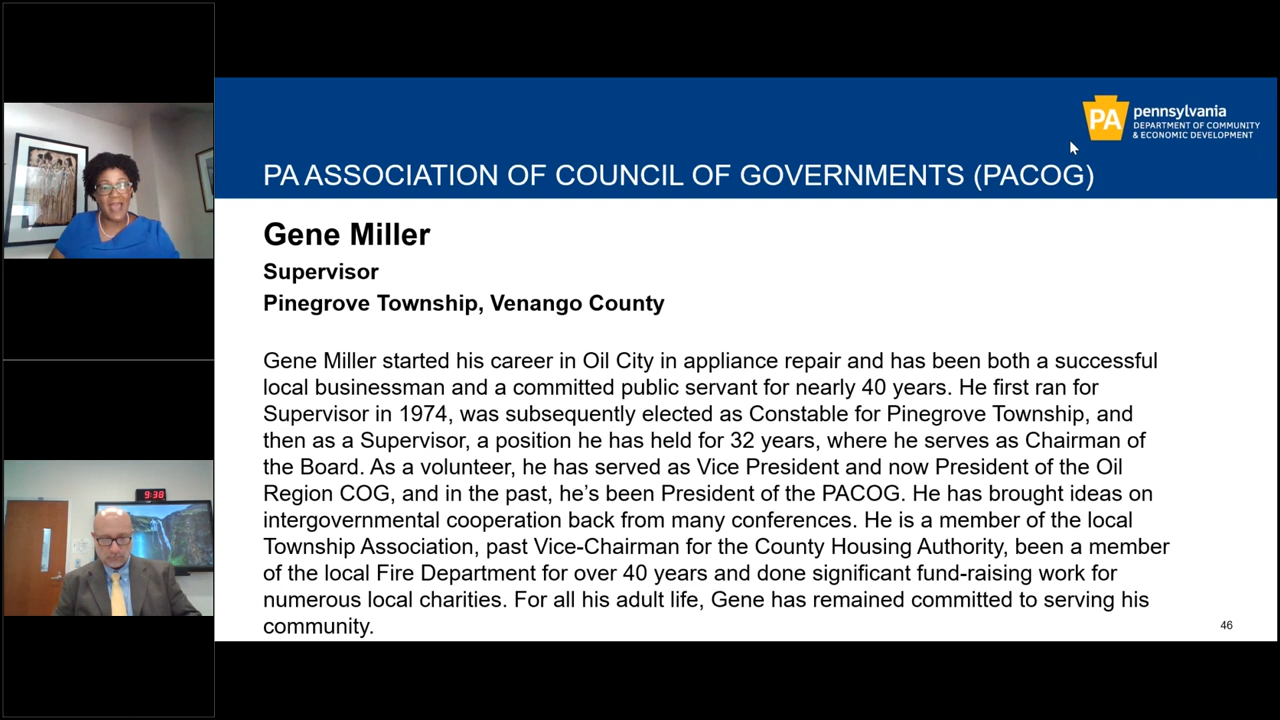 PA pennsylvania
DEPARTMENT OF COMMUNITY
& ECONOMIC DEVELOPMENT
PA ASSOCIATION OF COUNCIL OF GOVERNMENTS (PACOG)
Gene Miller
Supervisor
Pinegrove Township, Venango County
Gene Miller started his career in Oil City in appliance repair and has been both a successful
local businessman and a committed public servant for nearly 40 years. He first ran for
Supervisor in 1974, was subsequently elected as Constable for Pinegrove Township, and
then as a Supervisor, a position he has held for 32 years, where he serves as Chairman of
the Board. As a volunteer, he has served as Vice President and now President of the Oil
Region COG, and in the past, he’s been President of the PACOG. He has brought ideas on
intergovernmental cooperation back from many conferences. He is a member of the local
Township Association, past Vice-Chairman for the County Housing Authority, been a member
of the local Fire Department for over 40 years and done significant fund-raising work for
numerous local charities. For all his adult life, Gene has remained committed to serving his
community.
46
9:38